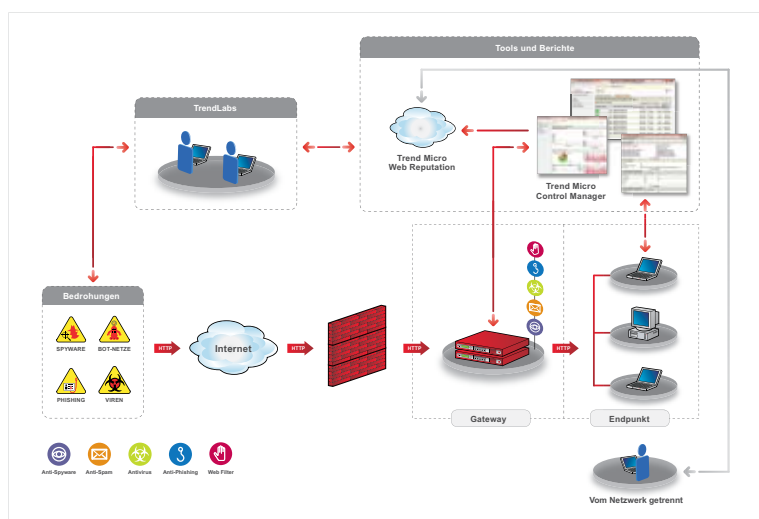 Tools und Berichte
TrendLabs
Trend Micro
Web Reputation
Trend Micro
Control Manager
Bedrohungen
SPYWARE
BOT-NETZE
PHISHING
VIREN
HTTP
Internet
HTTP
HTTP
HTTP
Gateway
Endpunkt
Anti-Spyware
Anti-Spam
Antivirus
Anti-Phishing
Web Filter
Vom Netzwerk getrennt